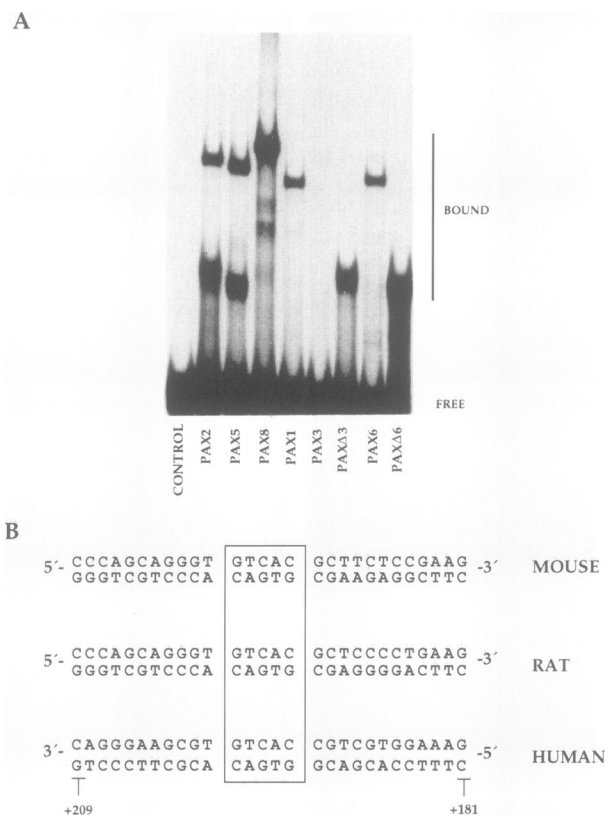 A
BOUND
FREE
CONTROL
PAX2
PAX5
PAX8
PAX1
PAX3
PAXΔ3
PAX6
PAXΔ6
B
5´- CCCAGCAGGGT GTCAC GCTTCTCCGAAG -3´ MOUSE
GGGTCGTCCCA CAGTG CGAAGAGGCTTC
5´- CCCAGCAGGGT GTCAC GCTCCCCTGAAG -3´ RAT
GGGTCGTCCCA CAGTG CGAGGGGACTTC
3´- CAGGGAAGCGT GTCAC CGTCGTGGAAAG -5´ HUMAN
GTCCCTTCGCA CAGTG GCAGCACCTTTC
+209 +181